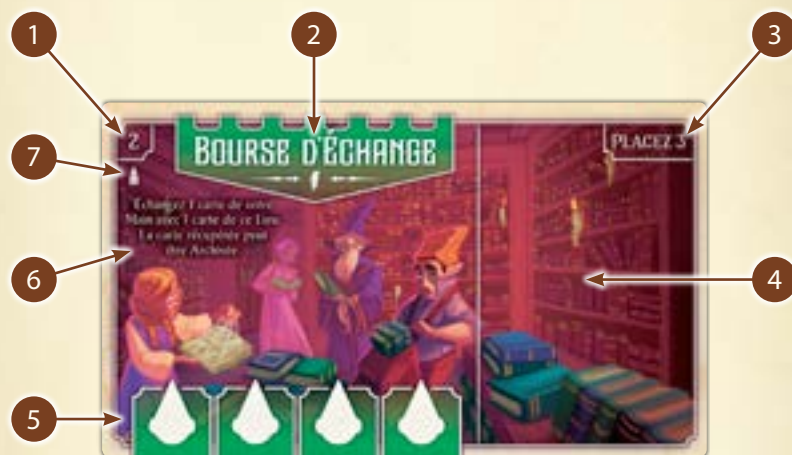 1
2
3
2
BOURSE D'ÉCHANGE
PLACEZ 3
7
Échangez 1 carte de votre
Main avec 1 carte de ce Lieu.
La carte récupérée peut
être Archivée.
6
4
5